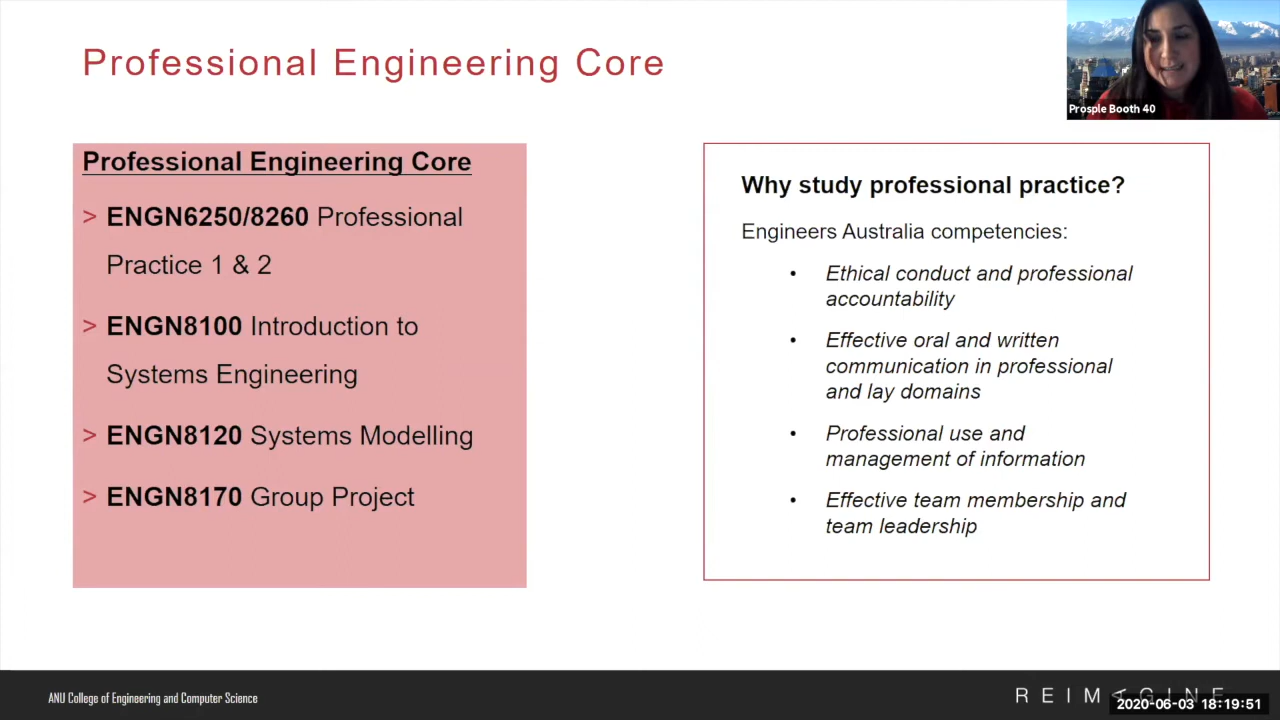 Professional Engineering Core
Prosple Booth 40
Professional Engineering Core
> ENGN6250/8260 Professional
Practice 1 & 2
> ENGN8100 Introduction to
Systems Engineering
> ENGN8120 Systems Modelling
> ENGN8170 Group Project
Why study professional practice?
Engineers Australia competencies:
• Ethical conduct and professional
accountability
• Effective oral and written
communication in professional
and lay domains
• Professional use and
management of information
• Effective team membership and
team leadership
ANU College of Engineering and Computer Science
REIMAGINE
2020-06-03 18:19:51